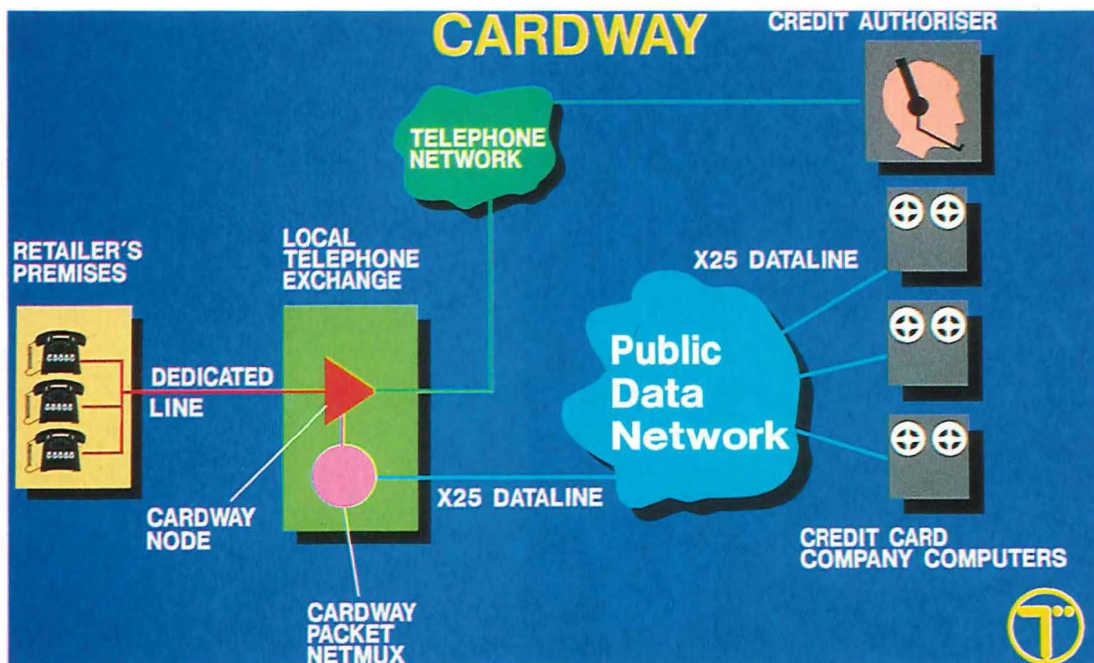 CARDWAY
CREDIT AUTHORISER
TELEPHONE
NETWORK
RETAILER'S
PREMISES
LOCAL
TELEPHONE
EXCHANGE
X25 DATALINE
DEDICATED
LINE
Public
Data
Network
X25 DATALINE
CARDWAY
NODE
CREDIT CARD
COMPANY COMPUTERS
CARDWAY
PACKET
NETMUX